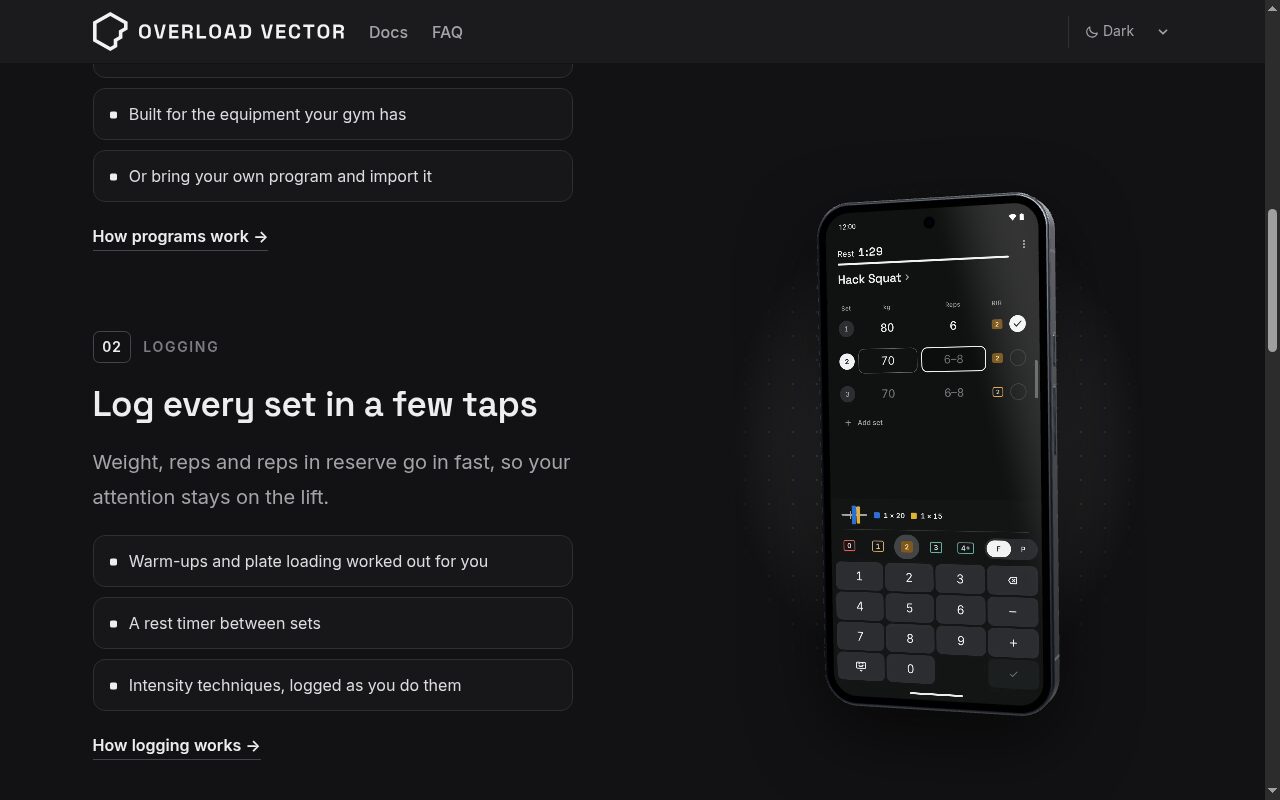 OVERLOAD VECTOR Docs FAQ Dark
Built for the equipment your gym has
Or bring your own program and import it
How programs work →
02 LOGGING
Log every set in a few taps
Weight, reps and reps in reserve go in fast, so your
attention stays on the lift.
Warm-ups and plate loading worked out for you
A rest timer between sets
Intensity techniques, logged as you do them
How logging works →
12:00
Rest 1:29
Hack Squat ›
Set kg Reps RIR
1 80 6 2
2 70 6–8 2
3 70 6–8 2
+ Add set
1 × 20 1 × 15
0 1 2 3 4+ F P
1 2 3
4 5 6 −
7 8 9 +
0